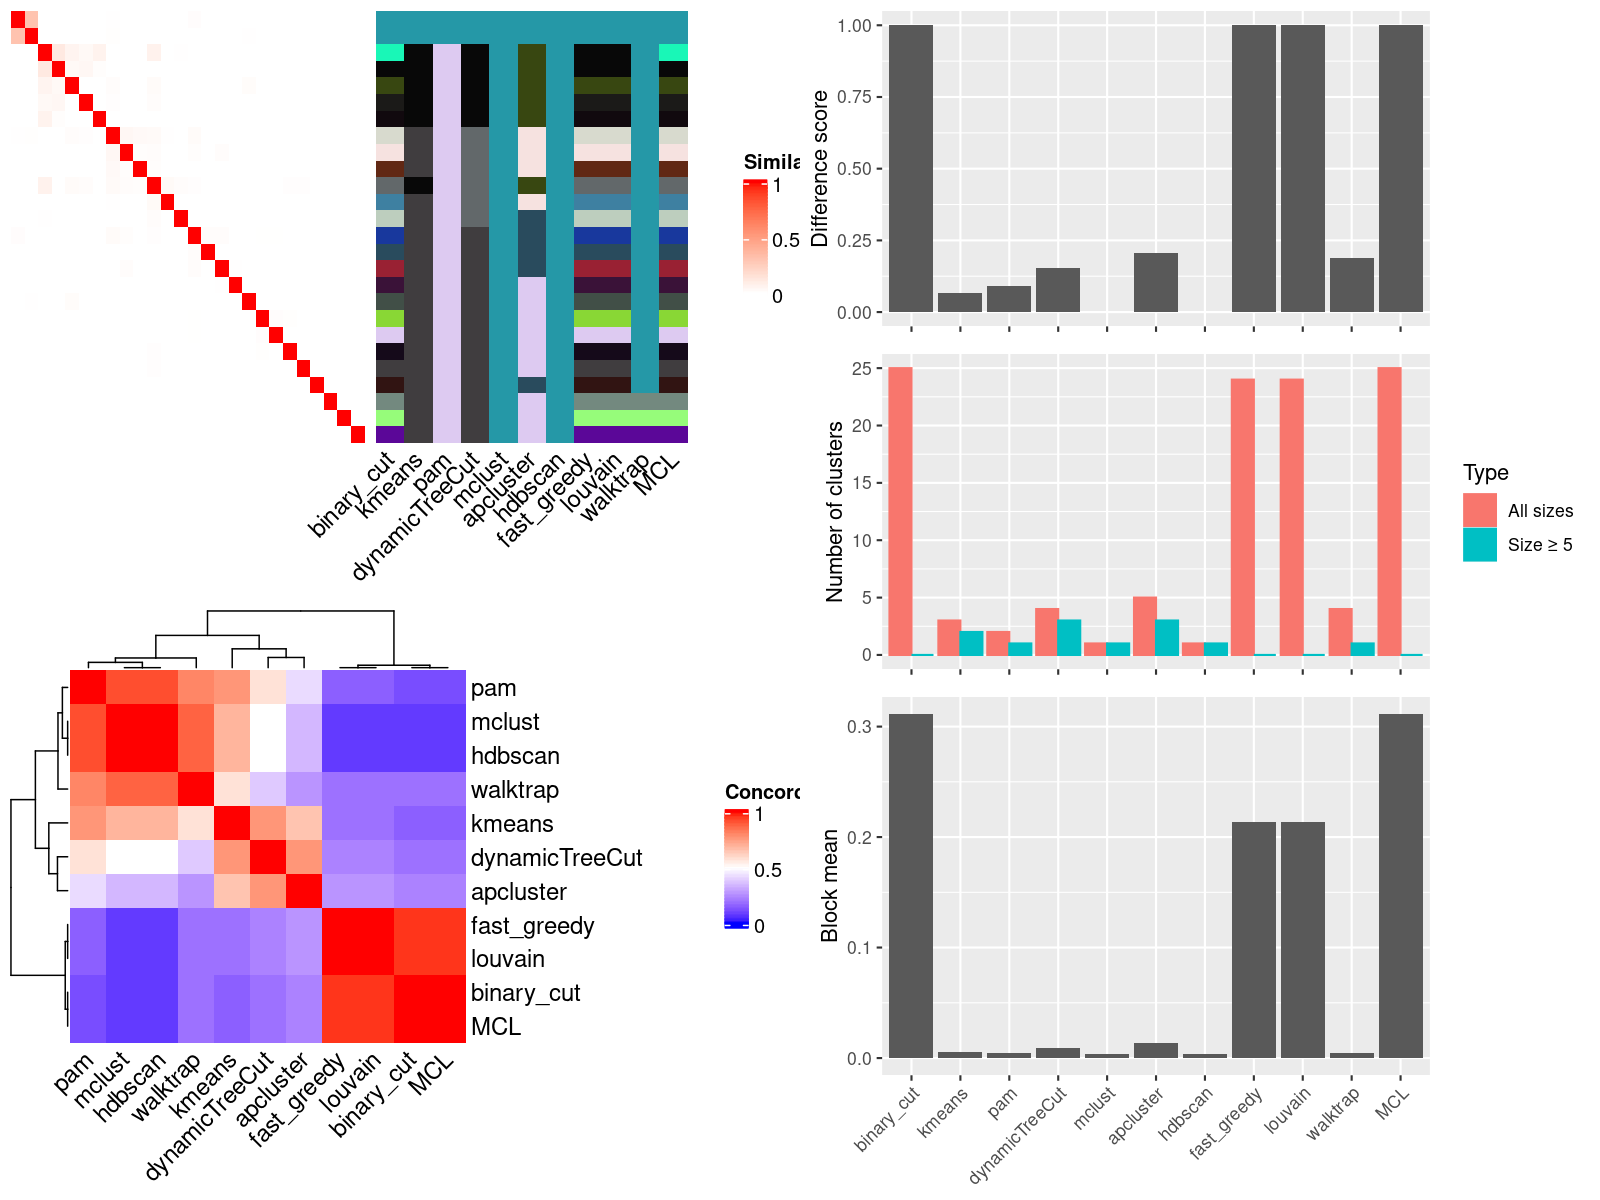 Simila
1
0.5
0
binary_cut
kmeans
pam
dynamicTreeCut
mclust
apcluster
hdbscan
fast_greedy
louvain
walktrap
MCL
pam
mclust
hdbscan
walktrap
kmeans
dynamicTreeCut
apcluster
fast_greedy
louvain
binary_cut
MCL
pam
mclust
hdbscan
walktrap
kmeans
dynamicTreeCut
apcluster
fast_greedy
louvain
binary_cut
MCL
Concord
1
0.5
0
Difference score
1.00
0.75
0.50
0.25
0.00
Number of clusters
25
20
15
10
5
0
Type
All sizes
Size ≥ 5
Block mean
0.3
0.2
0.1
0.0
binary_cut
kmeans
pam
dynamicTreeCut
mclust
apcluster
hdbscan
fast_greedy
louvain
walktrap
MCL